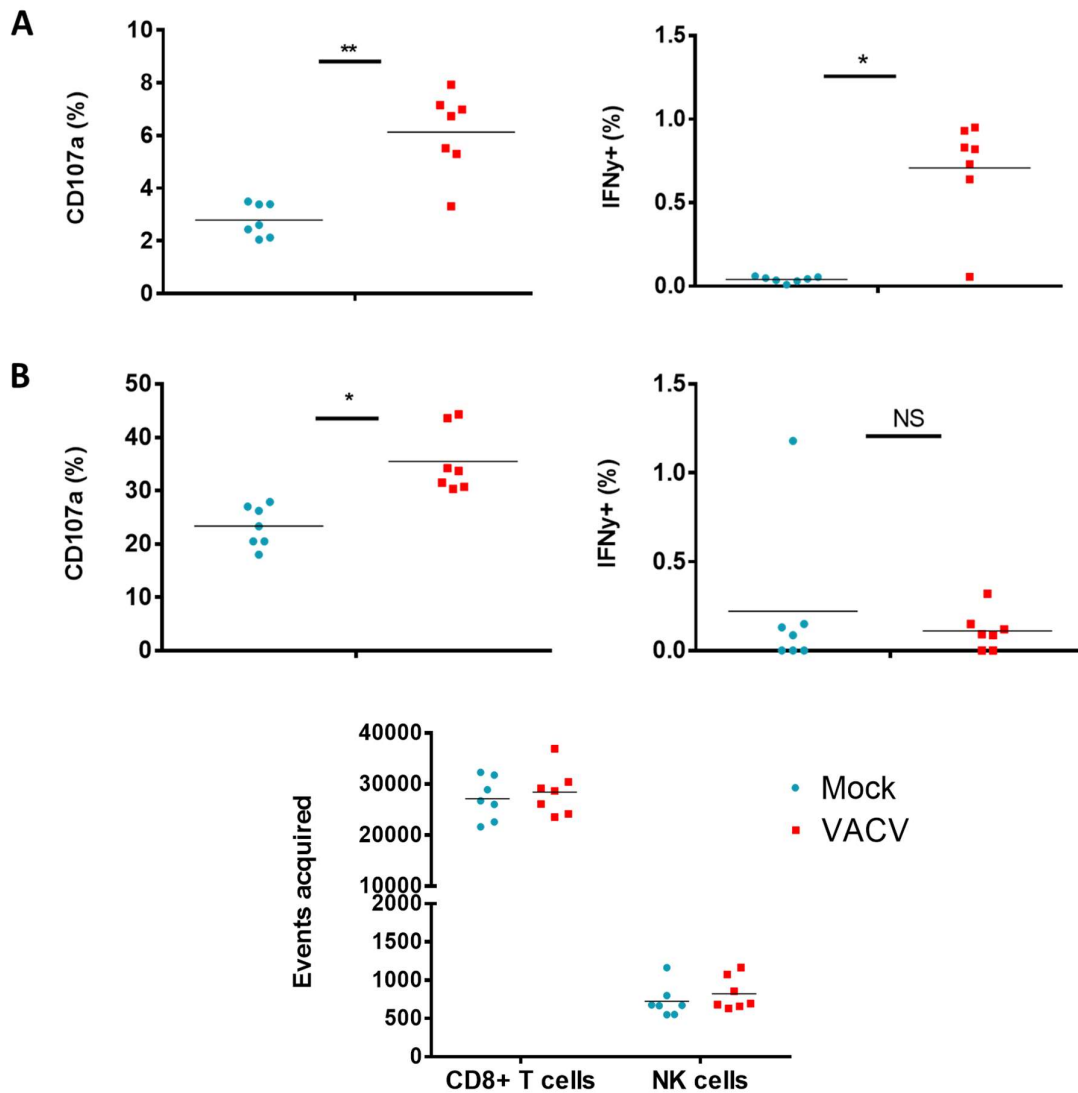 A
CD107a (%)
10
8
6
4
2
0
**
IFNy+ (%)
1.5
1.0
0.5
0.0
*
B
CD107a (%)
50
40
30
20
10
0
*
IFNy+ (%)
1.5
1.0
0.5
0.0
NS
Events acquired
40000
30000
20000
10000
2000
1500
1000
500
0
CD8+ T cells
NK cells
Mock
VACV